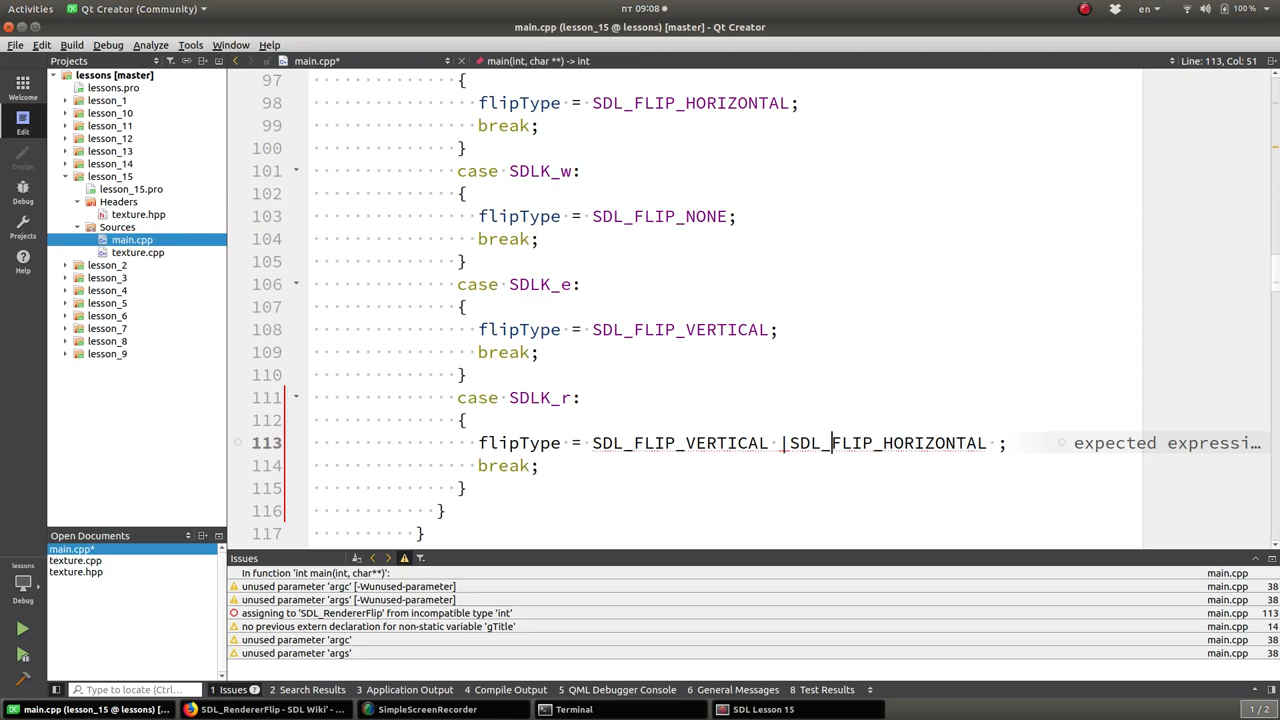 Activities Qt Creator (Community) пт 09:08 en 100 %
main.cpp (lesson_15 @ lessons) [master] - Qt Creator
File Edit Build Debug Analyze Tools Window Help
Projects main.cpp* main(int, char **) -> int Line: 113, Col: 51
Welcome
Edit
Design
Debug
Projects
Help
lessons [master]
lessons.pro
lesson_1
lesson_10
lesson_11
lesson_12
lesson_13
lesson_14
lesson_15
lesson_15.pro
Headers
texture.hpp
Sources
main.cpp
texture.cpp
lesson_2
lesson_3
lesson_4
lesson_5
lesson_6
lesson_7
lesson_8
lesson_9
97 {
98 flipType = SDL_FLIP_HORIZONTAL;
99 break;
100 }
101 case SDLK_w:
102 {
103 flipType = SDL_FLIP_NONE;
104 break;
105 }
106 case SDLK_e:
107 {
108 flipType = SDL_FLIP_VERTICAL;
109 break;
110 }
111 case SDLK_r:
112 {
113 flipType = SDL_FLIP_VERTICAL |SDL_FLIP_HORIZONTAL ; expected expressi...
114 break;
115 }
116 }
117 }
Open Documents
main.cpp*
texture.cpp
texture.hpp
lessons
Debug
Issues
In function 'int main(int, char**)': main.cpp
unused parameter 'argc' [-Wunused-parameter] main.cpp 38
unused parameter 'args' [-Wunused-parameter] main.cpp 38
assigning to 'SDL_RendererFlip' from incompatible type 'int' main.cpp 113
no previous extern declaration for non-static variable 'gTitle' main.cpp 14
unused parameter 'argc' main.cpp 38
unused parameter 'args' main.cpp 38
Type to locate (Ctrl... 1 Issues 7 2 Search Results 3 Application Output 4 Compile Output 5 QML Debugger Console 6 General Messages 8 Test Results
main.cpp (lesson_15 @ lessons) [... SDL_RendererFlip - SDL Wiki' - ... SimpleScreenRecorder Terminal SDL Lesson 15 1 / 2